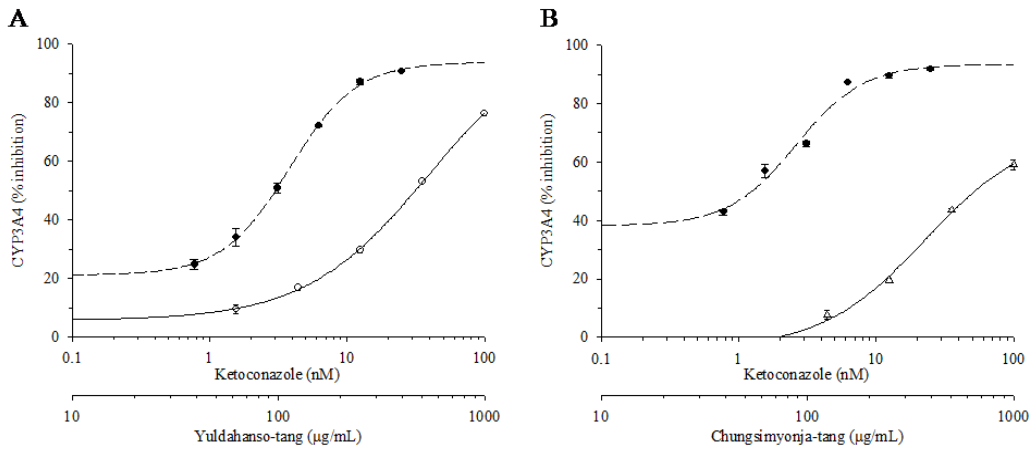 A
CYP3A4 (% inhibition)
100
80
60
40
20
0
0.1 1 10 100
Ketoconazole (nM)
10 100 1000
Yuldahanso-tang (µg/mL)
B
CYP3A4 (% inhibition)
100
80
60
40
20
0
0.1 1 10 100
Ketoconazole (nM)
10 100 1000
Chungsimyonja-tang (µg/mL)